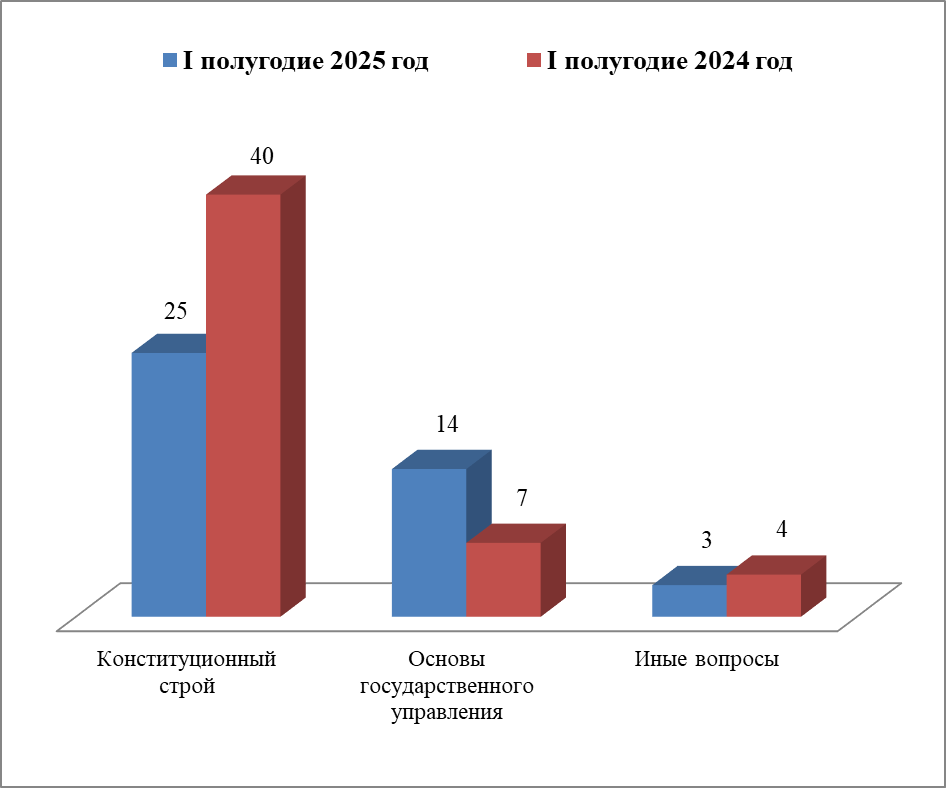 I полугодие 2025 год
I полугодие 2024 год
40
25
14
7
3
4
Конституционный
строй
Основы
государственного
управления
Иные вопросы